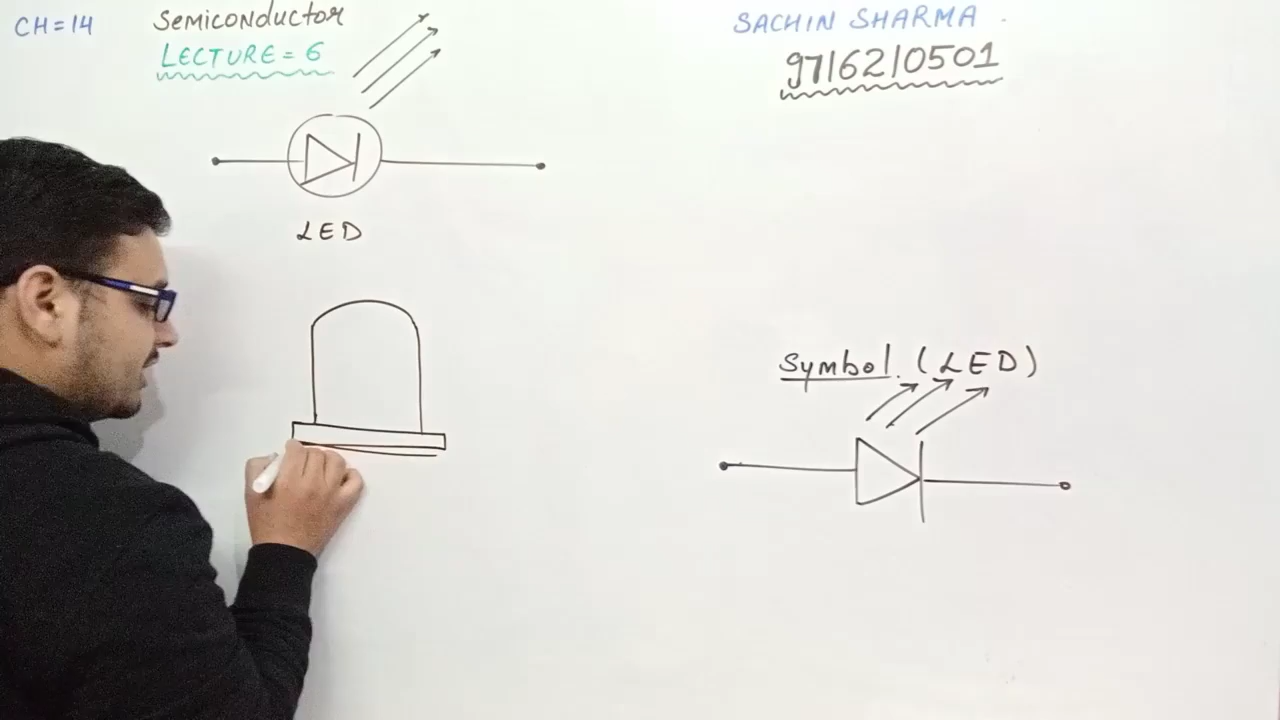 CH = 14
Semiconductor
LECTURE = 6
SACHIN SHARMA
9716210501
LED
Symbol. (LED)